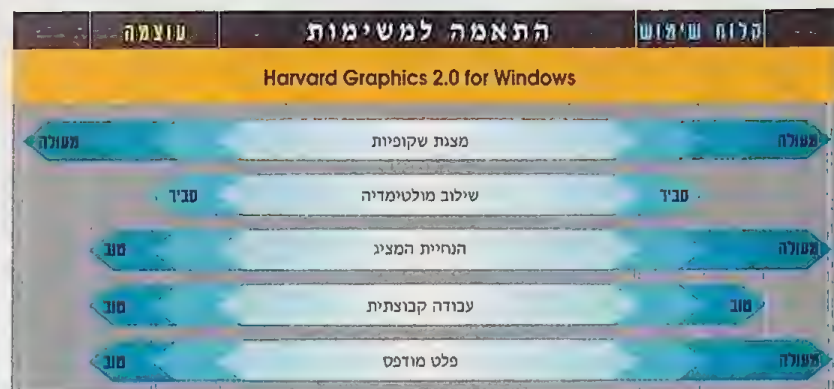 קלות שימוש התאמה למשימות עוצמה
Harvard Graphics 2.0 for Windows
מעולה מצגת שקופיות מעולה
סביר שילוב מולטימדיה סביר
מעולה הנחיית המציג טוב
טוב עבודה קבוצתית טוב
מעולה פלט מודפס טוב